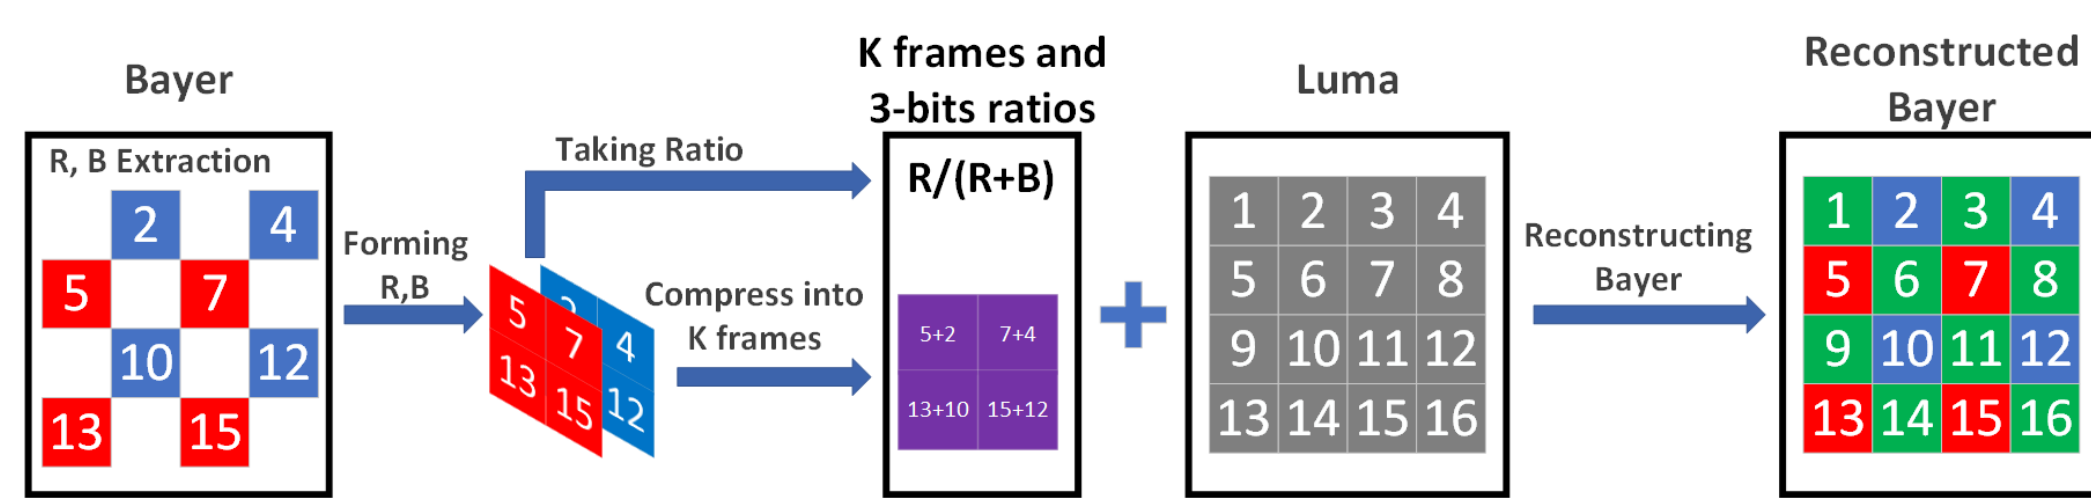 Bayer
R, B Extraction
2 4
5 7
10 12
13 15
Forming
R,B
5 7
13 15
2 4
12
Taking Ratio
Compress into
K frames
K frames and
3-bits ratios
R/(R+B)
5+2 7+4
13+10 15+12
+
Luma
1 2 3 4
5 6 7 8
9 10 11 12
13 14 15 16
Reconstructing
Bayer
Reconstructed
Bayer
1 2 3 4
5 6 7 8
9 10 11 12
13 14 15 16